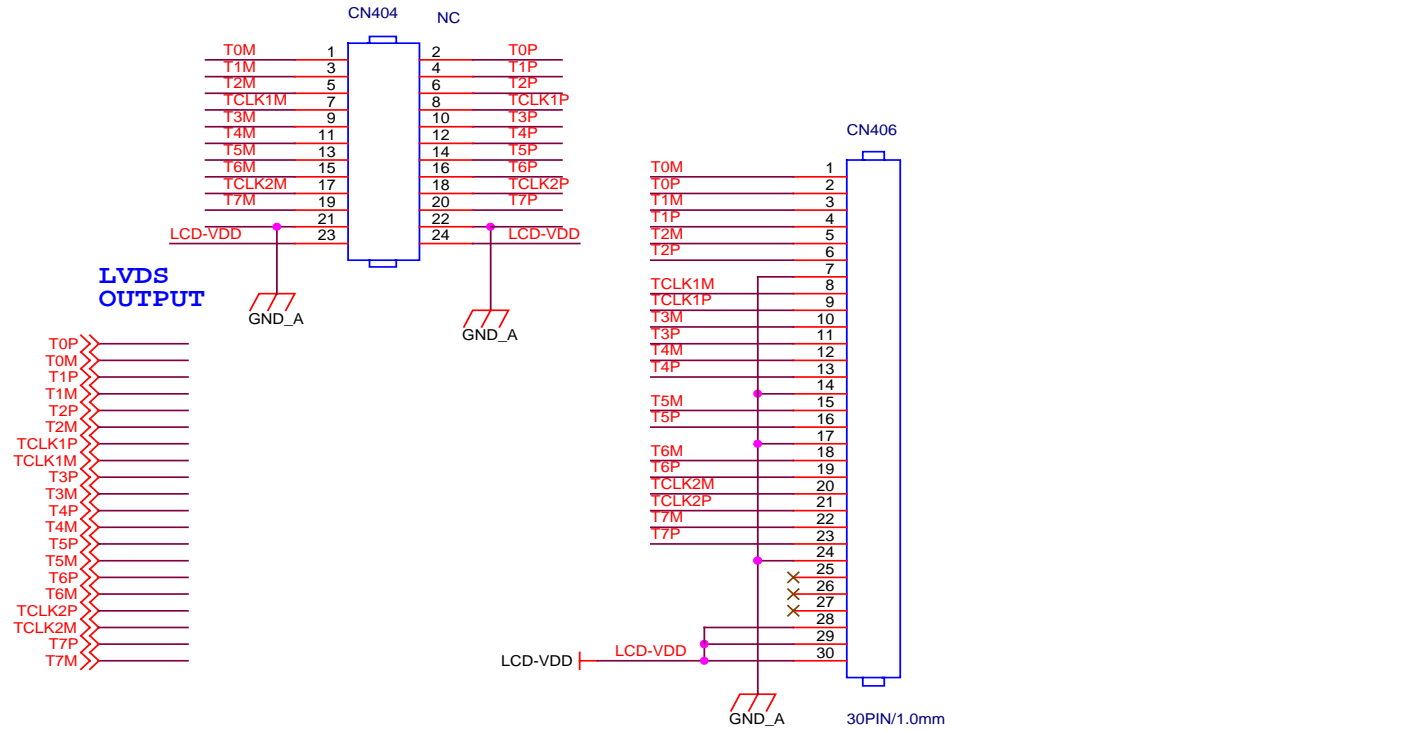 CN404 NC
T0M 1 2 T0P
T1M 3 4 T1P
T2M 5 6 T2P
TCLK1M 7 8 TCLK1P
T3M 9 10 T3P
T4M 11 12 T4P
T5M 13 14 T5P
T6M 15 16 T6P
TCLK2M 17 18 TCLK2P
T7M 19 20 T7P
21 22
LCD-VDD 23 24 LCD-VDD
GND_A
GND_A
LVDS
OUTPUT
T0P
T0M
T1P
T1M
T2P
T2M
TCLK1P
TCLK1M
T3P
T3M
T4P
T4M
T5P
T5M
T6P
T6M
TCLK2P
TCLK2M
T7P
T7M
CN406
T0M 1
T0P 2
T1M 3
T1P 4
T2M 5
T2P 6
7
TCLK1M 8
TCLK1P 9
T3M 10
T3P 11
T4M 12
T4P 13
14
T5M 15
T5P 16
17
T6M 18
T6P 19
TCLK2M 20
TCLK2P 21
T7M 22
T7P 23
24
25
26
27
28
29
LCD-VDD LCD-VDD 30
GND_A
30PIN/1.0mm